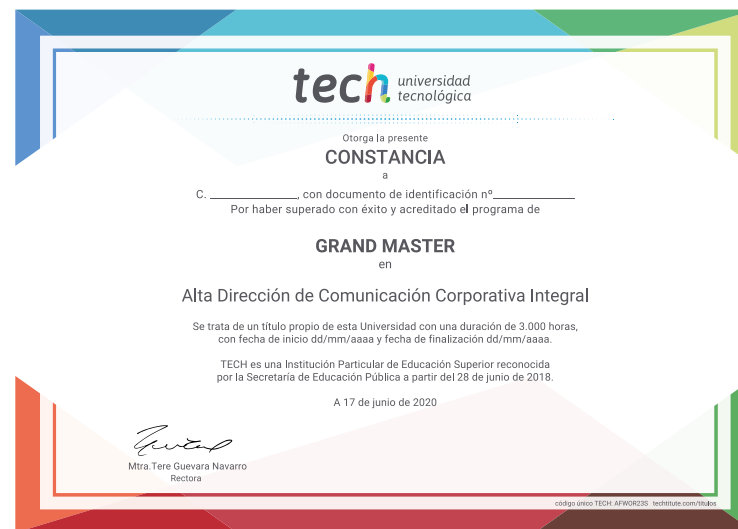 tech universidad
tecnológica
Otorga la presente
CONSTANCIA
a
C. ________________, con documento de identificación nº______________
Por haber superado con éxito y acreditado el programa de
GRAND MASTER
en
Alta Dirección de Comunicación Corporativa Integral
Se trata de un título propio de esta Universidad con una duración de 3.000 horas,
con fecha de inicio dd/mm/aaaa y fecha de finalización dd/mm/aaaa.
TECH es una Institución Particular de Educación Superior reconocida
por la Secretaría de Educación Pública a partir del 28 de junio de 2018.
A 17 de junio de 2020
Mtra.Tere Guevara Navarro
Rectora
código único TECH: AFWOR23S techtitute.com/titulos